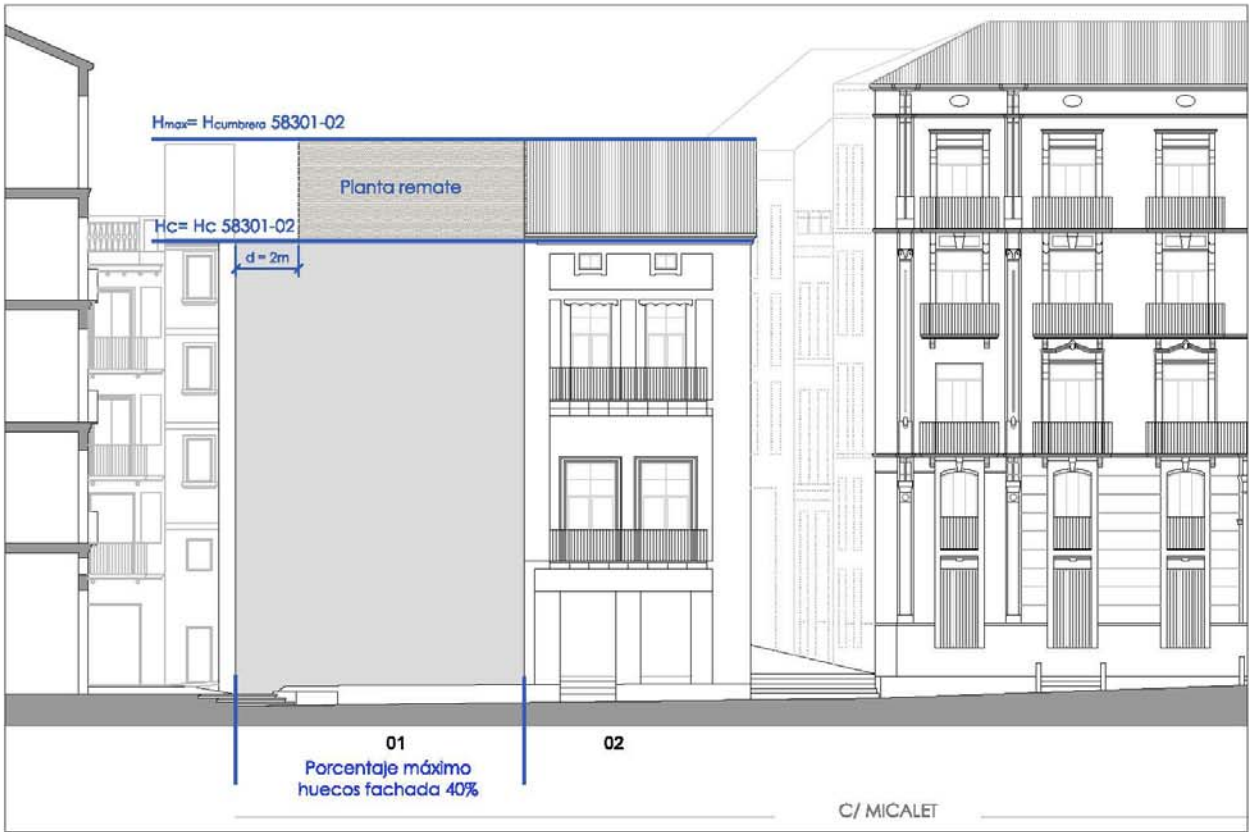 Hmax= Hcumbrera 58301-02
Planta remate
Hc= Hc 58301-02
d = 2m
01
02
Porcentaje máximo
huecos fachada 40%
C/ MICALET